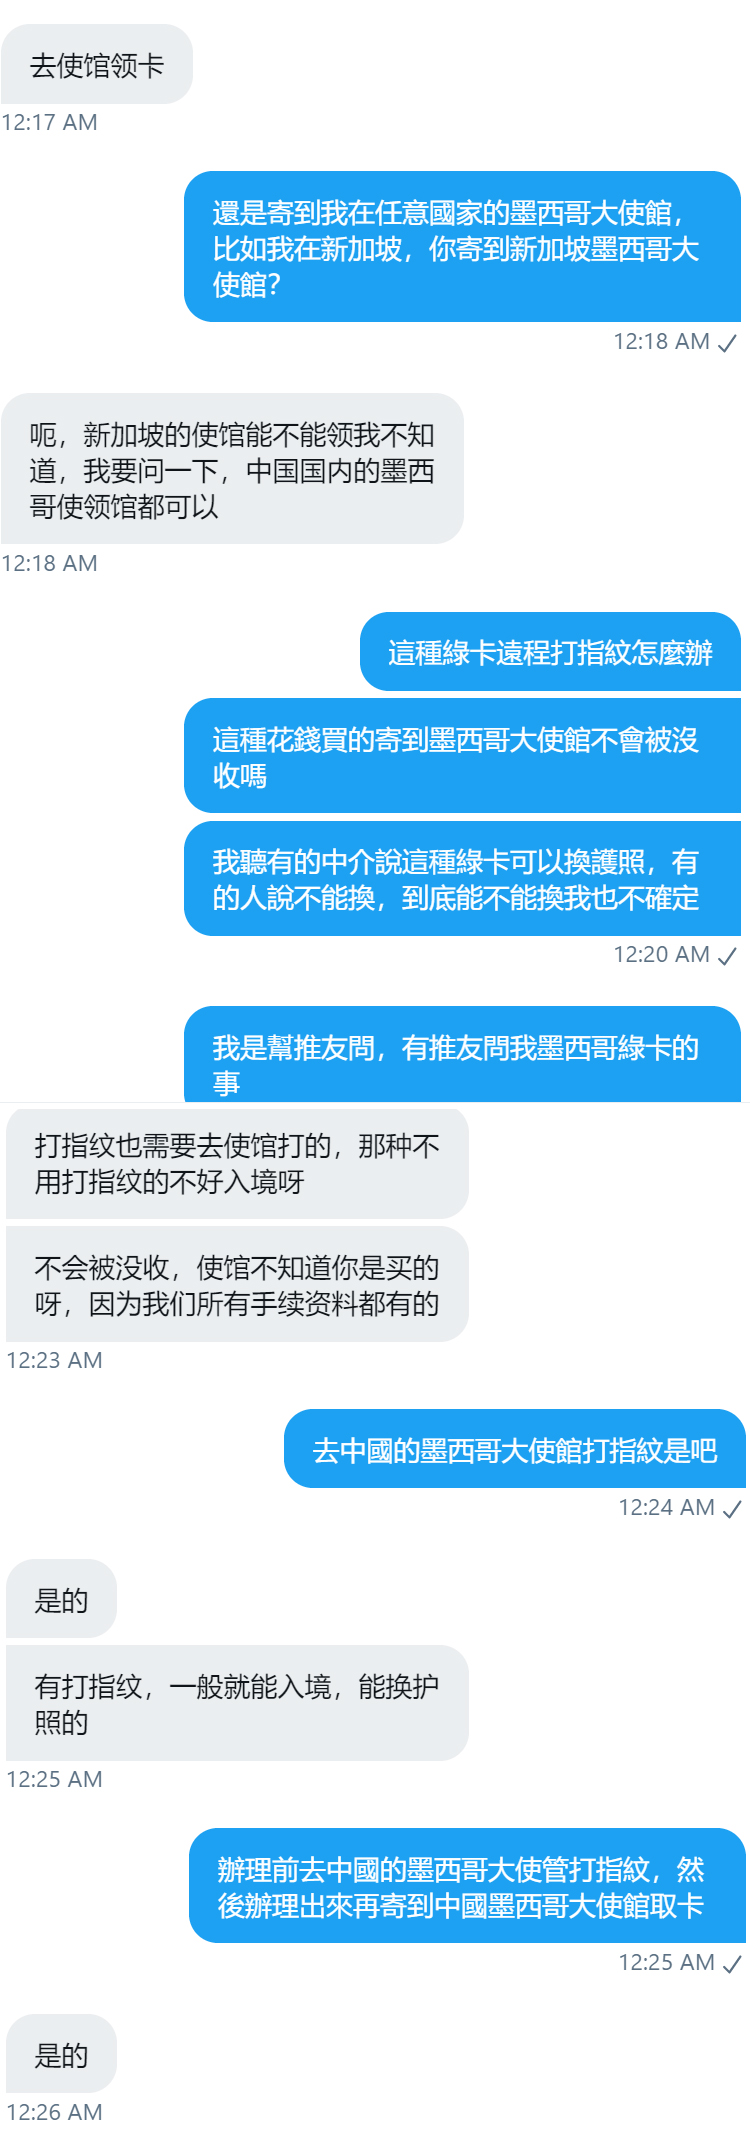 去使馆领卡
12:17 AM
還是寄到我在任意國家的墨西哥大使館，
比如我在新加坡，你寄到新加坡墨西哥大
使館？
12:18 AM
呃，新加坡的使馆能不能领我不知
道，我要问一下，中国国内的墨西
哥使领馆都可以
12:18 AM
這種綠卡遠程打指紋怎麼辦
這種花錢買的寄到墨西哥大使館不會被沒
收嗎
我聽有的中介說這種綠卡可以換護照，有
的人說不能換，到底能不能換我也不確定
12:20 AM
我是幫推友問，有推友問我墨西哥綠卡的
事
打指纹也需要去使馆打的，那种不
用打指纹的不好入境呀
不会被没收，使馆不知道你是买的
呀，因为我们所有手续资料都有的
12:23 AM
去中國的墨西哥大使館打指紋是吧
12:24 AM
是的
有打指纹，一般就能入境，能换护
照的
12:25 AM
辦理前去中國的墨西哥大使管打指紋，然
後辦理出來再寄到中國墨西哥大使館取卡
12:25 AM
是的
12:26 AM